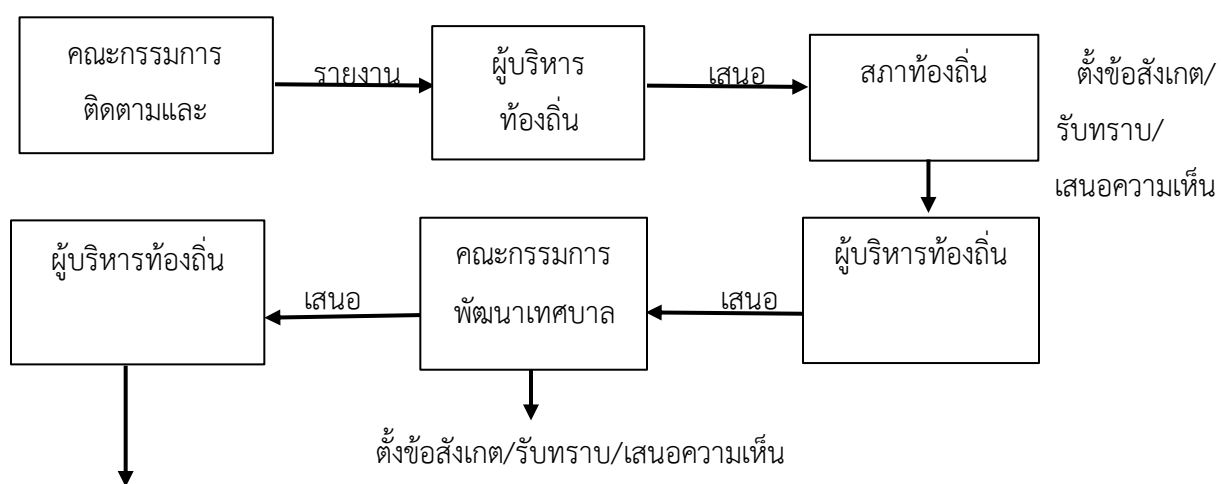 คณะกรรมการ
ติดตามและ
รายงาน
ผู้บริหาร
ท้องถิ่น
เสนอ
สภาท้องถิ่น
ตั้งข้อสังเกต/
รับทราบ/
เสนอความเห็น
ผู้บริหารท้องถิ่น
เสนอ
คณะกรรมการ
พัฒนาเทศบาล
เสนอ
ผู้บริหารท้องถิ่น
ตั้งข้อสังเกต/รับทราบ/เสนอความเห็น